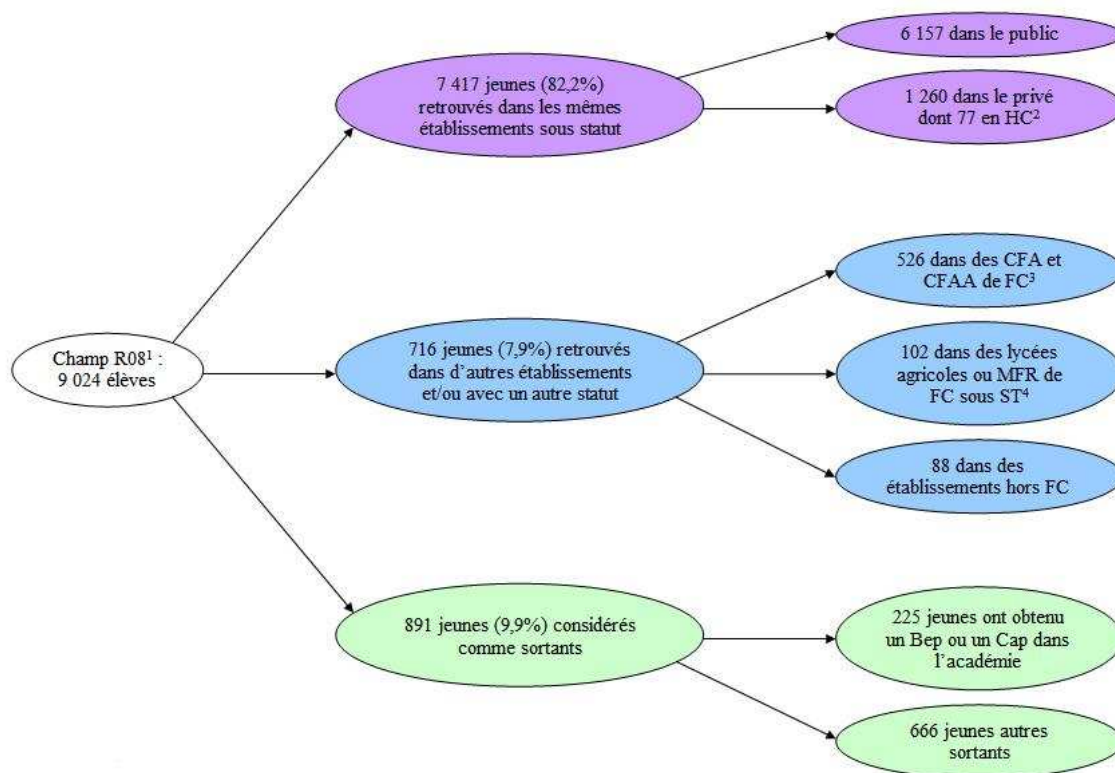 6 157 dans le public
7 417 jeunes (82,2%)
retrouvés dans les mêmes
établissements sous statut
1 260 dans le privé
dont 77 en HC²
526 dans des CFA et
CFAA de FC³
Champ R08¹ :
9 024 élèves
716 jeunes (7,9%) retrouvés
dans d’autres établissements
et/ou avec un autre statut
102 dans des lycées
agricoles ou MFR de
FC sous ST⁴
88 dans des
établissements hors FC
891 jeunes (9,9%) considérés
comme sortants
225 jeunes ont obtenu
un Bep ou un Cap dans
l’académie
666 jeunes autres
sortants